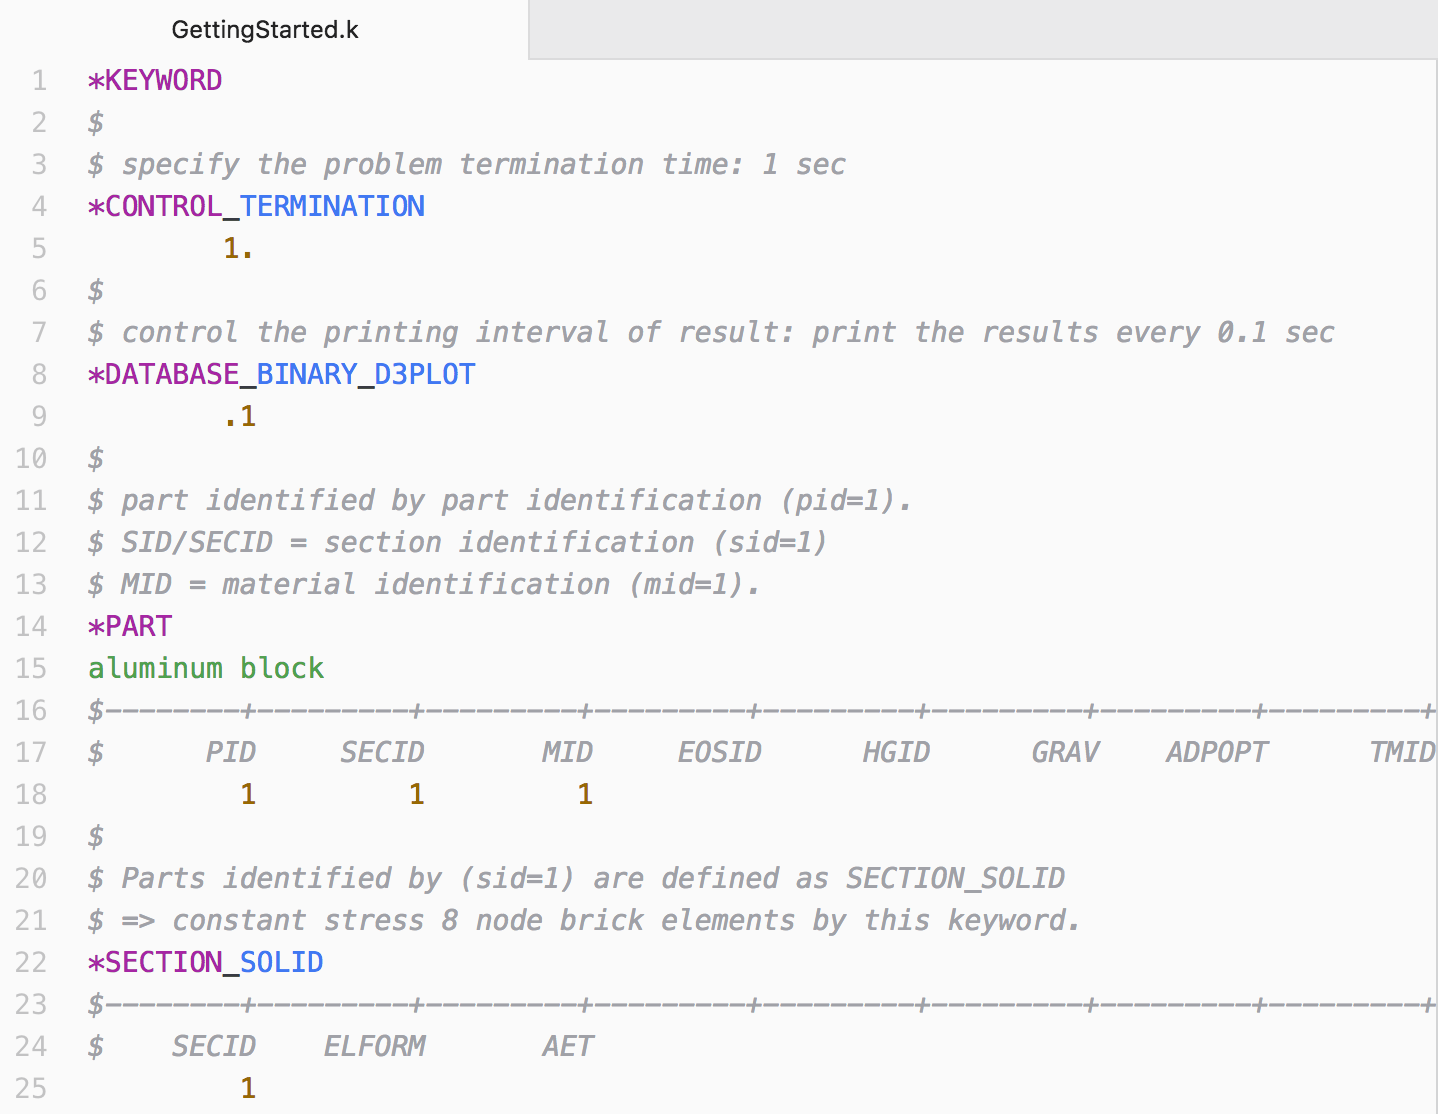 GettingStarted.k
1 *KEYWORD
2 $
3 $ specify the problem termination time: 1 sec
4 *CONTROL_TERMINATION
5         1.
6 $
7 $ control the printing interval of result: print the results every 0.1 sec
8 *DATABASE_BINARY_D3PLOT
9         .1
10 $
11 $ part identified by part identification (pid=1).
12 $ SID/SECID = section identification (sid=1)
13 $ MID = material identification (mid=1).
14 *PART
15 aluminum block
16 $--------+---------+---------+---------+---------+---------+---------+---------+
17 $      PID     SECID       MID     EOSID      HGID      GRAV    ADPOPT      TMID
18          1         1         1
19 $
20 $ Parts identified by (sid=1) are defined as SECTION_SOLID
21 $ => constant stress 8 node brick elements by this keyword.
22 *SECTION_SOLID
23 $--------+---------+---------+---------+---------+---------+---------+---------+
24 $    SECID    ELFORM       AET
25          1